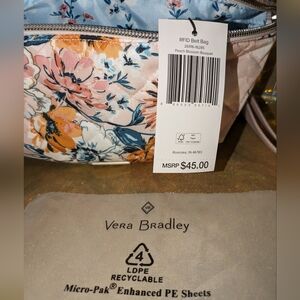 RFID Belt Bag
Peach Blossom Bouquet
MSRP $45.00
VERA BRADLEY
4
LDPE
RECYCLABLE
Micro-Pak® Enhanced PE Sheets